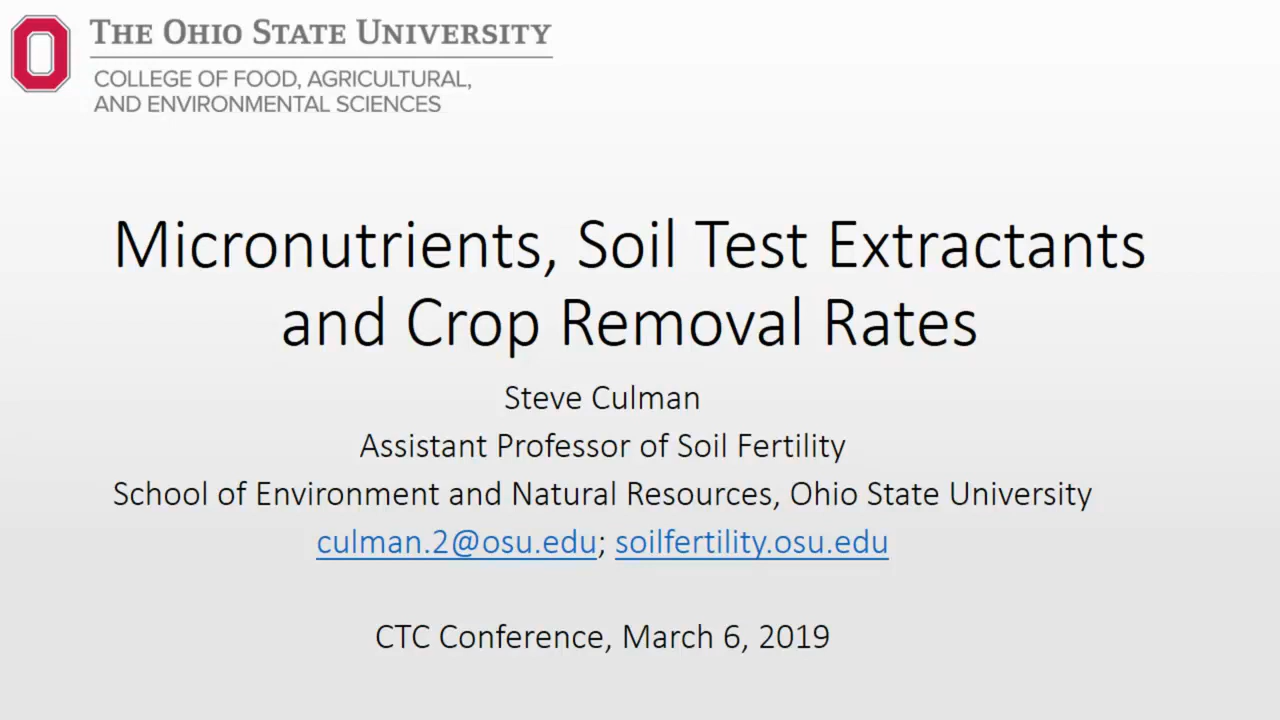 THE OHIO STATE UNIVERSITY
COLLEGE OF FOOD, AGRICULTURAL,
AND ENVIRONMENTAL SCIENCES
Micronutrients, Soil Test Extractants
and Crop Removal Rates
Steve Culman
Assistant Professor of Soil Fertility
School of Environment and Natural Resources, Ohio State University
culman.2@osu.edu; soilfertility.osu.edu
CTC Conference, March 6, 2019